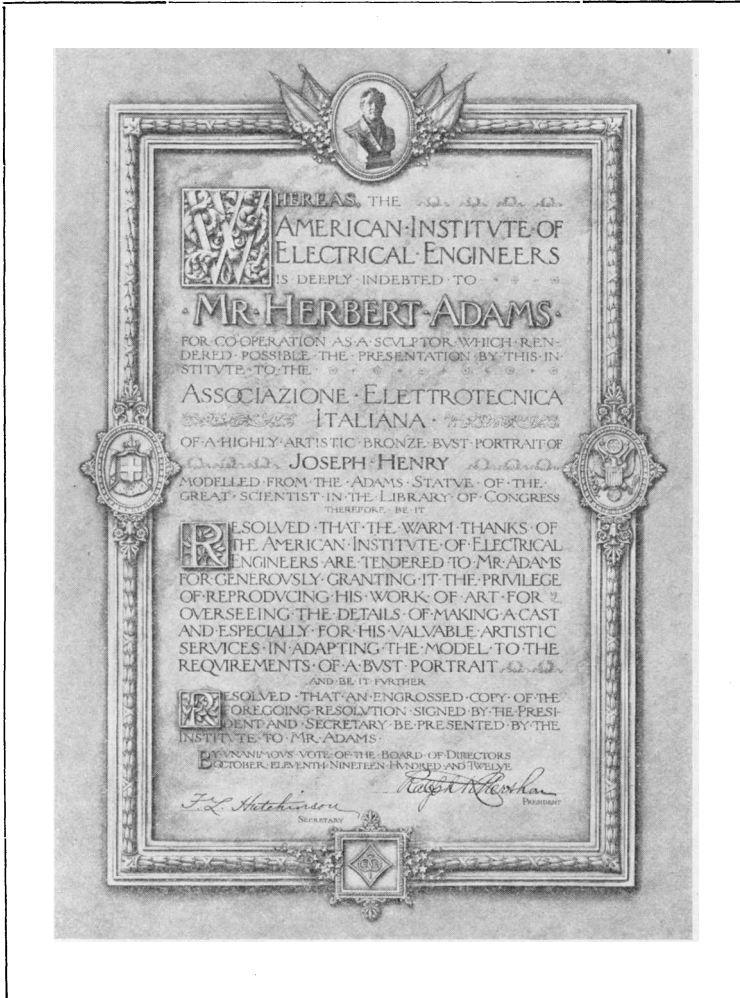 WHEREAS, THE
AMERICAN·INSTITVTE·OF
ELECTRICAL·ENGINEERS
IS·DEEPLY·INDEBTED·TO
·MR·HERBERT·ADAMS·
FOR·CO·OPERATION·AS·A·SCVLPTOR·WHICH·REN-
DERED·POSSIBLE·THE·PRESENTATION·BY·THIS·IN-
STITVTE·TO·THE·
ASSOCIAZIONE·ELETTROTECNICA
ITALIANA·
OF·A·HIGHLY·ARTISTIC·BRONZE·BVST·PORTRAIT·OF
JOSEPH·HENRY
MODELLED·FROM·THE·ADAMS·STATVE·OF·THE·
GREAT·SCIENTIST·IN·THE·LIBRARY·OF·CONGRESS
THEREFORE·BE·IT
RESOLVED·THAT·THE·WARM·THANKS·OF
THE·AMERICAN·INSTITVTE·OF·ELECTRICAL
ENGINEERS·ARE·TENDERED·TO·MR·ADAMS
FOR·GENEROVSLY·GRANTING·IT·THE·PRIVILEGE
OF·REPRODVCING·HIS·WORK·OF·ART·FOR·
OVERSEEING·THE·DETAILS·OF·MAKING·A·CAST
AND·ESPECIALLY·FOR·HIS·VALVABLE·ARTISTIC
SERVICES·IN·ADAPTING·THE·MODEL·TO·THE
REQVIREMENTS·OF·A·BVST·PORTRAIT
·AND·BE·IT·FVRTHER
RESOLVED·THAT·AN·ENGROSSED·COPY·OF·THE
FOREGOING·RESOLVTION·SIGNED·BY·THE·PRESI-
DENT·AND·SECRETARY·BE·PRESENTED·BY·THE
INSTITVTE·TO·MR·ADAMS·
BY·VNANIMOVS·VOTE·OF·THE·BOARD·OF·DIRECTORS
OCTOBER·ELEVENTH·NINETEEN·HVNDRED·AND·TWELVE
F. L. Hutchinson
SECRETARY
Ralph W. Pope
PRESIDENT